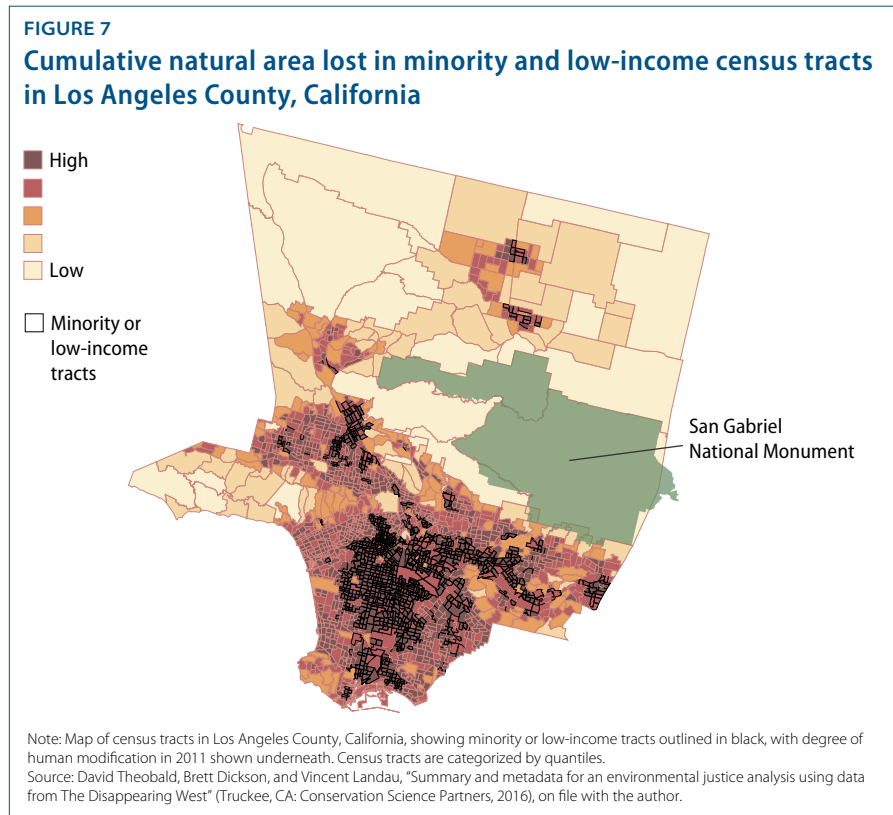 FIGURE 7
Cumulative natural area lost in minority and low-income census tracts
in Los Angeles County, California
High
Low
Minority or
low-income
tracts
San Gabriel
National Monument
Note: Map of census tracts in Los Angeles County, California, showing minority or low-income tracts outlined in black, with degree of
human modification in 2011 shown underneath. Census tracts are categorized by quantiles.
Source: David Theobald, Brett Dickson, and Vincent Landau, "Summary and metadata for an environmental justice analysis using data
from The Disappearing West" (Truckee, CA: Conservation Science Partners, 2016), on file with the author.